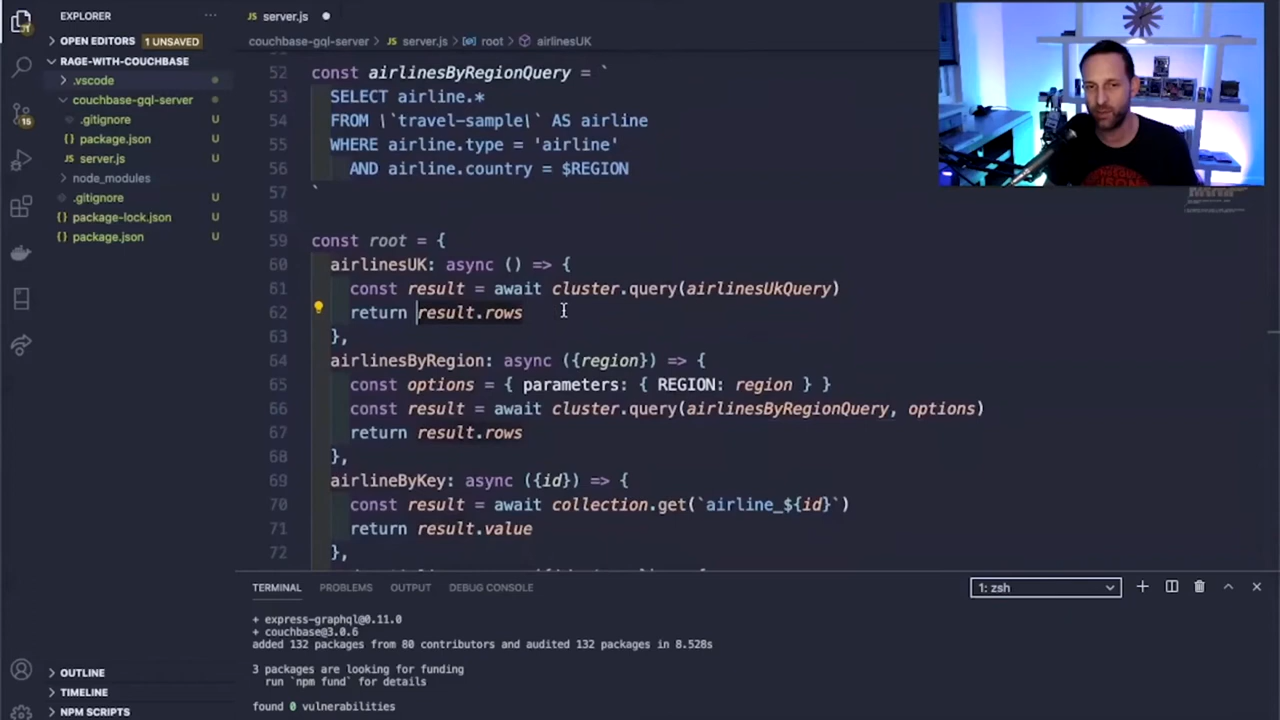 EXPLORER
OPEN EDITORS 1 UNSAVED
RAGE-WITH-COUCHBASE
.vscode
couchbase-gql-server
.gitignore U
package.json U
server.js U
node_modules
.gitignore U
package-lock.json U
package.json U
OUTLINE
TIMELINE
NPM SCRIPTS
15
JS server.js
couchbase-gql-server > JS server.js > root > airlinesUK
52 const airlinesByRegionQuery = `
53 SELECT airline.*
54 FROM \`travel-sample\` AS airline
55 WHERE airline.type = 'airline'
56 AND airline.country = $REGION
57 `
58
59 const root = {
60 airlinesUK: async () => {
61 const result = await cluster.query(airlinesUkQuery)
62 return result.rows
63 },
64 airlinesByRegion: async ({region}) => {
65 const options = { parameters: { REGION: region } }
66 const result = await cluster.query(airlinesByRegionQuery, options)
67 return result.rows
68 },
69 airlineByKey: async ({id}) => {
70 const result = await collection.get(`airline_${id}`)
71 return result.value
72 },
TERMINAL PROBLEMS OUTPUT DEBUG CONSOLE 1: zsh
+ express-graphql@0.11.0
+ couchbase@3.0.6
added 132 packages from 80 contributors and audited 132 packages in 8.528s
3 packages are looking for funding
run `npm fund` for details
found 0 vulnerabilities